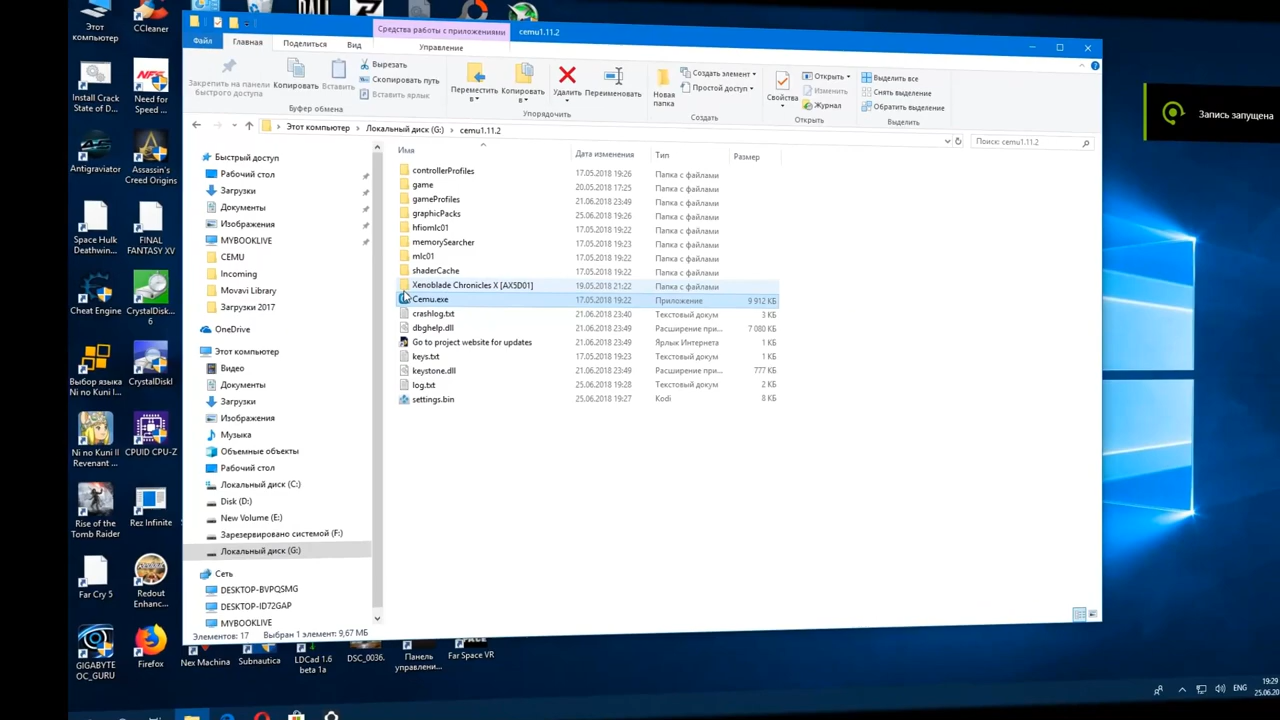 Этот
компьютер
CCleaner
Install Crack
State of D...
Need for
Speed ...
Antigraviator
Assassin's
Creed Origins
Space Hulk
Deathwin...
FINAL
FANTASY XV
Cheat Engine
CrystalDisk...
6
Выбор языка
Ni no Kuni II
CrystalDiskI
Ni no Kuni II
Revenant ...
CPUID CPU-Z
Rise of the
Tomb Raider
Rez Infinite
Far Cry 5
Redout
Enhanc...
GIGABYTE
OC_GURU
Firefox
Nex Machina
Subnautica
LDCad 1.6
beta 1a
DSC_0036.
Панель
управлени...
Far Space VR
Средства работы с приложениями
cemu1.11.2
Файл
Главная
Поделиться
Вид
Управление
Закрепить на панели
быстрого доступа
Копировать
Вставить
Вырезать
Скопировать путь
Вставить ярлык
Буфер обмена
Переместить
в
Копировать
в
Удалить
Переименовать
Упорядочить
Новая
папка
Создать элемент
Простой доступ
Создать
Свойства
Открыть
Изменить
Журнал
Открыть
Выделить все
Снять выделение
Обратить выделение
Выделить
Этот компьютер
Локальный диск (G:)
cemu1.11.2
Поиск: cemu1.11.2
Быстрый доступ
Рабочий стол
Загрузки
Документы
Изображения
MYBOOKLIVE
CEMU
Incoming
Movavi Library
Загрузки 2017
OneDrive
Этот компьютер
Видео
Документы
Загрузки
Изображения
Музыка
Объемные объекты
Рабочий стол
Локальный диск (C:)
Disk (D:)
New Volume (E:)
Зарезервировано системой (F:)
Локальный диск (G:)
Сеть
DESKTOP-BVPQSMG
DESKTOP-ID72GAP
MYBOOKLIVE
Имя Дата изменения Тип Размер
controllerProfiles 17.05.2018 19:26 Папка с файлами
game 20.05.2018 17:25 Папка с файлами
gameProfiles 21.06.2018 23:49 Папка с файлами
graphicPacks 25.06.2018 19:26 Папка с файлами
hfiomlc01 17.05.2018 19:22 Папка с файлами
memorySearcher 17.05.2018 19:23 Папка с файлами
mlc01 17.05.2018 19:22 Папка с файлами
shaderCache 17.05.2018 19:22 Папка с файлами
Xenoblade Chronicles X [AX5D01] 19.05.2018 21:22 Папка с файлами
Cemu.exe 17.05.2018 19:22 Приложение 9 912 КБ
crashlog.txt 21.06.2018 23:40 Текстовый докум 3 КБ
dbghelp.dll 21.06.2018 23:49 Расширение при... 7 080 КБ
Go to project website for updates 21.06.2018 23:49 Ярлык Интернета 1 КБ
keys.txt 17.05.2018 19:23 Текстовый докум 1 КБ
keystone.dll 21.06.2018 23:49 Расширение при... 777 КБ
log.txt 25.06.2018 19:28 Текстовый докум 2 КБ
settings.bin 25.06.2018 19:27 Kodi 8 КБ
Элементов: 17 Выбран 1 элемент: 9,67 МБ
Запись запущена
ENG
19:29
25.06.20